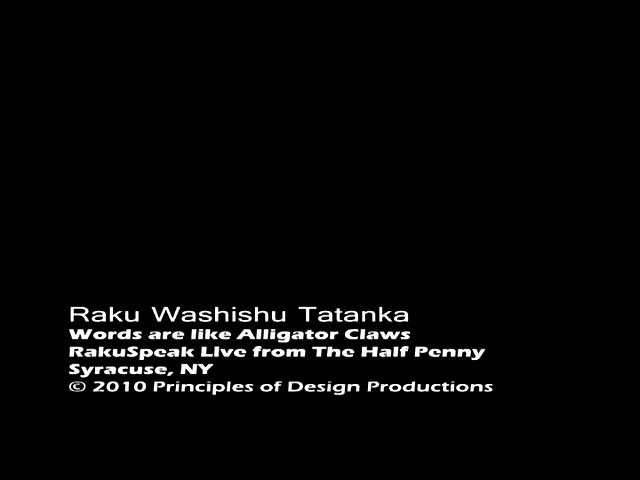 Raku Washishu Tatanka
Words are like Alligator Claws
RakuSpeak LIve from The Half Penny
Syracuse, NY
© 2010 Principles of Design Productions